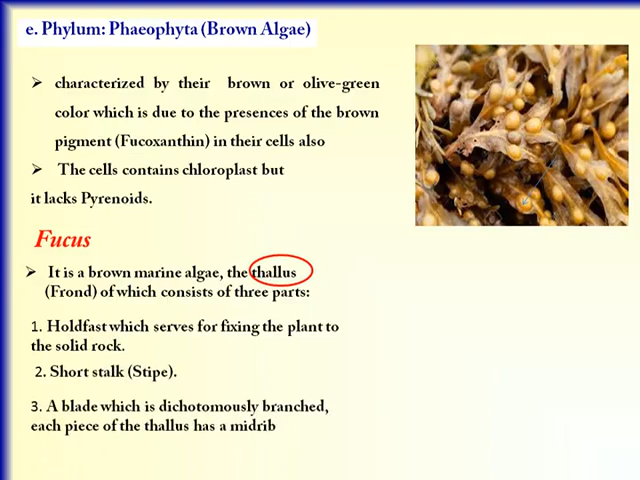 e. Phylum: Phaeophyta (Brown Algae)
➢ characterized by their brown or olive-green
color which is due to the presences of the brown
pigment (Fucoxanthin) in their cells also
➢ The cells contains chloroplast but
it lacks Pyrenoids.
Fucus
➢ It is a brown marine algae, the thallus
(Frond) of which consists of three parts:
1. Holdfast which serves for fixing the plant to
the solid rock.
2. Short stalk (Stipe).
3. A blade which is dichotomously branched,
each piece of the thallus has a midrib